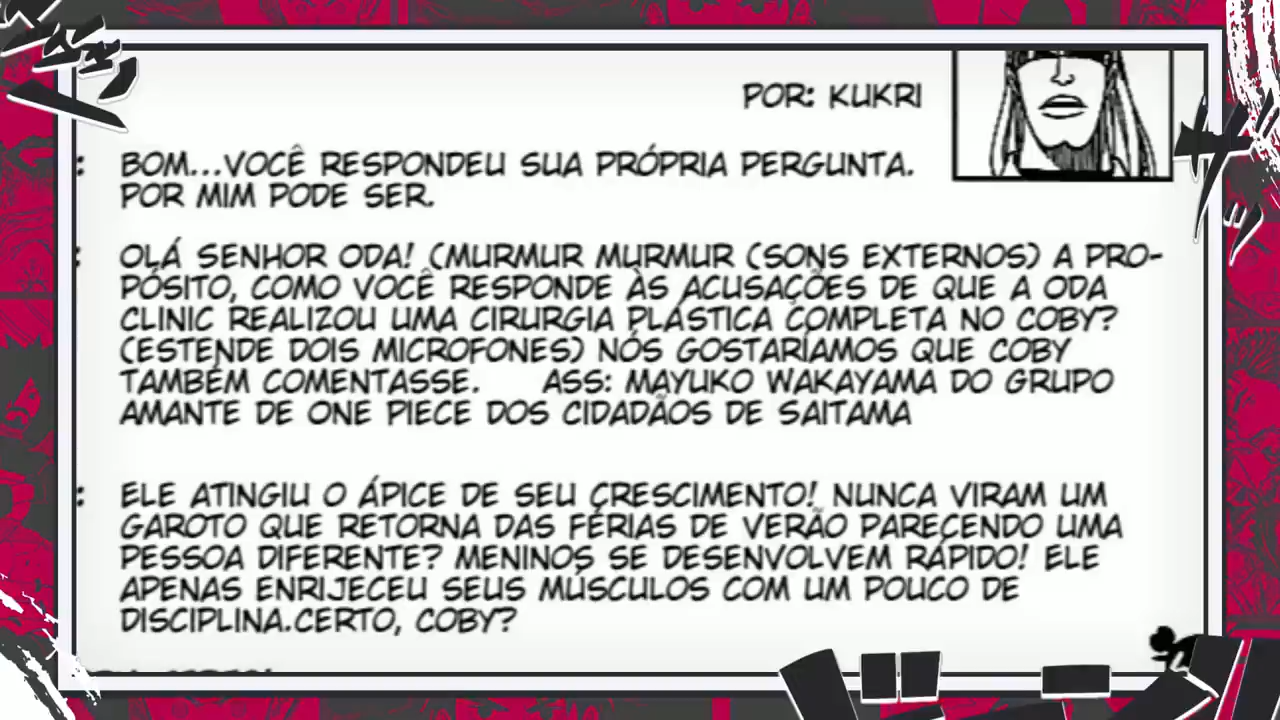 POR: KUKRI
: BOM...VOCÊ RESPONDEU SUA PRÓPRIA PERGUNTA.
POR MIM PODE SER.
: OLÁ SENHOR ODA! (MURMUR MURMUR (SONS EXTERNOS) A PRO-
PÓSITO, COMO VOCÊ RESPONDE ÀS ACUSAÇÕES DE QUE A ODA
CLINIC REALIZOU UMA CIRURGIA PLÁSTICA COMPLETA NO COBY?
(ESTENDE DOIS MICROFONES) NÓS GOSTARÍAMOS QUE COBY
TAMBÉM COMENTASSE. ASS: MAYUKO WAKAYAMA DO GRUPO
AMANTE DE ONE PIECE DOS CIDADÃOS DE SAITAMA
: ELE ATINGIU O ÁPICE DE SEU CRESCIMENTO! NUNCA VIRAM UM
GAROTO QUE RETORNA DAS FÉRIAS DE VERÃO PARECENDO UMA
PESSOA DIFERENTE? MENINOS SE DESENVOLVEM RÁPIDO! ELE
APENAS ENRIJECEU SEUS MÚSCULOS COM UM POUCO DE
DISCIPLINA.CERTO, COBY?